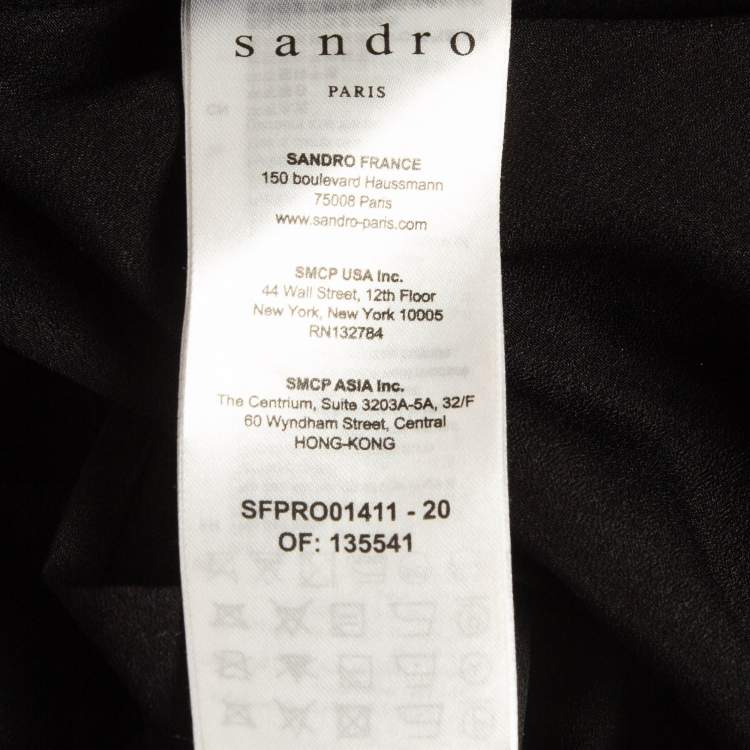 sandro
PARIS
SANDRO FRANCE
150 boulevard Haussmann
75008 Paris
www.sandro-paris.com
SMCP USA Inc.
44 Wall Street, 12th Floor
New York, New York 10005
RN132784
SMCP ASIA Inc.
The Centrium, Suite 3203A-5A, 32/F
60 Wyndham Street, Central
HONG-KONG
SFPRO01411 - 20
OF: 135541